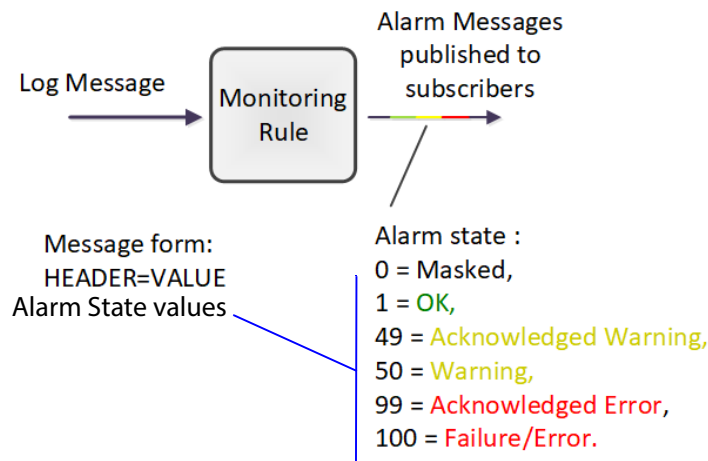 Alarm Messages
published to
subscribers
Log Message
Monitoring
Rule
Message form:
HEADER=VALUE
Alarm State values
Alarm state :
0 = Masked,
1 = OK,
49 = Acknowledged Warning,
50 = Warning,
99 = Acknowledged Error,
100 = Failure/Error.